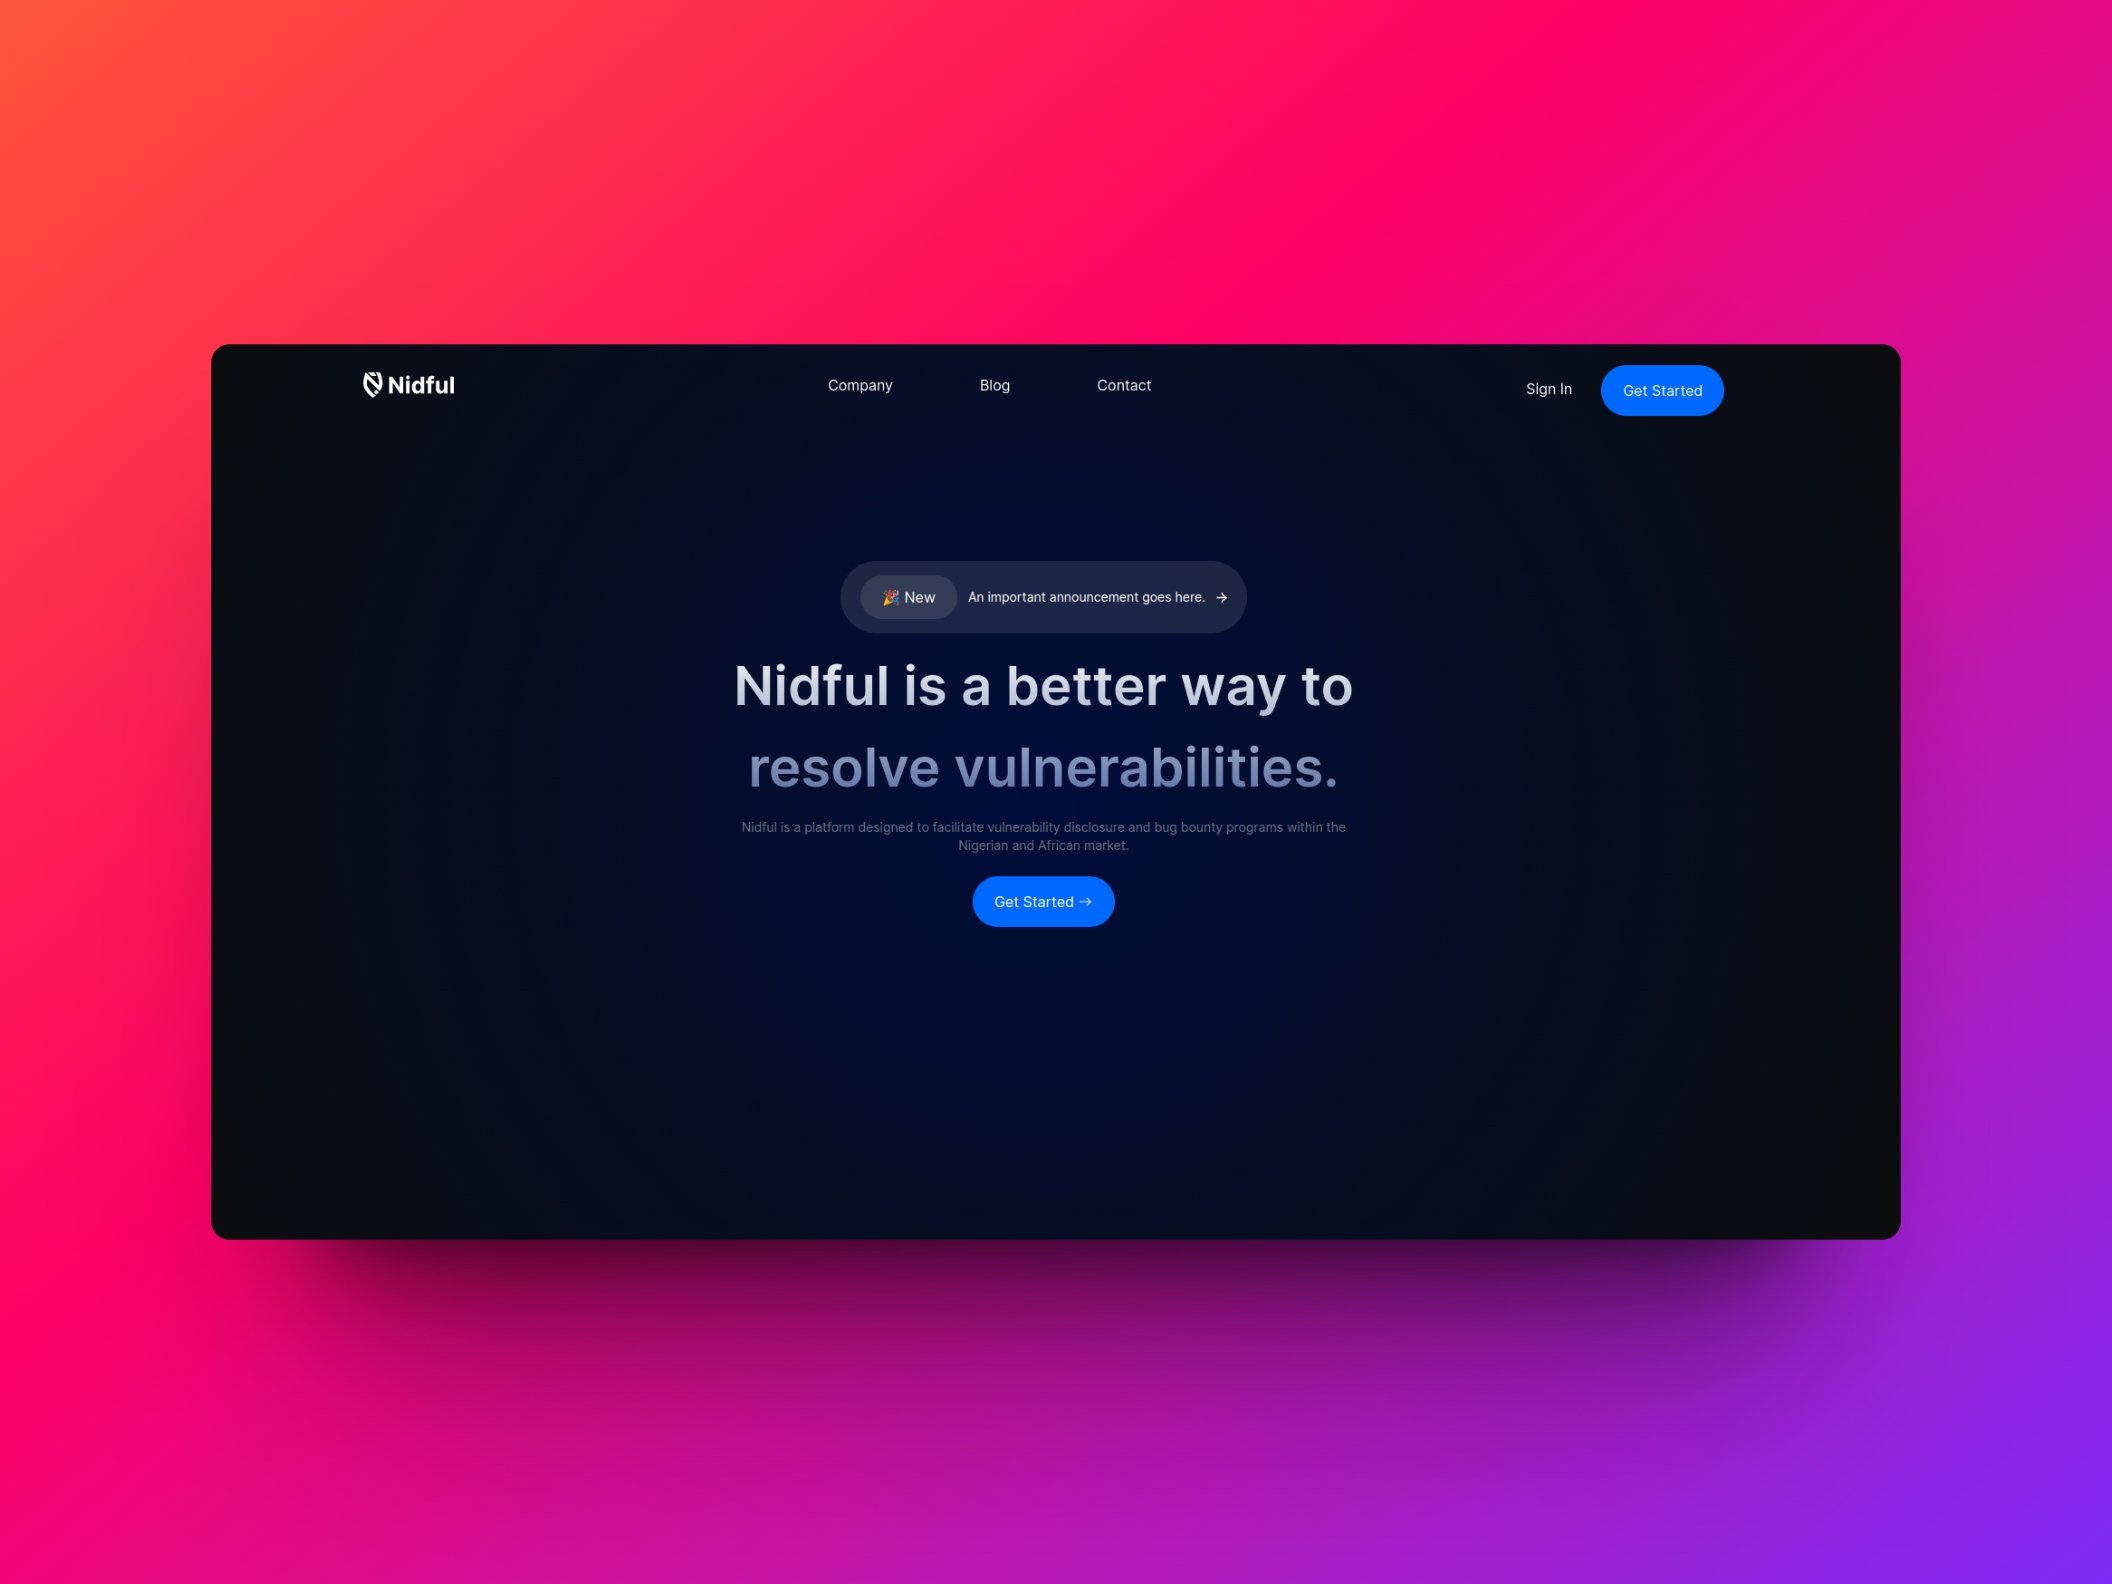 Nidful
Company
Blog
Contact
Sign In
Get Started
🎉 New
An important announcement goes here. →
Nidful is a better way to
resolve vulnerabilities.
Nidful is a platform designed to facilitate vulnerability disclosure and bug bounty programs within the
Nigerian and African market.
Get Started →